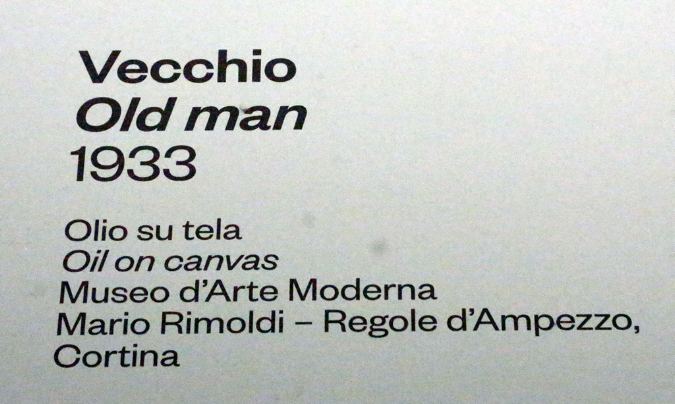 Vecchio
Old man
1933
Olio su tela
Oil on canvas
Museo d'Arte Moderna
Mario Rimoldi – Regole d'Ampezzo,
Cortina